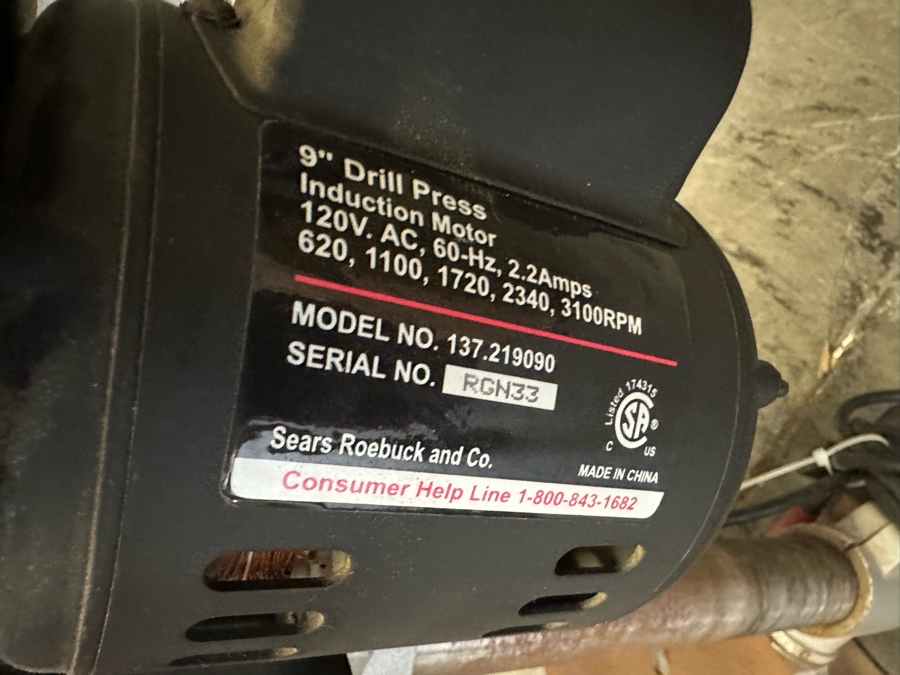 9" Drill Press
Induction Motor
120V. AC, 60-Hz, 2.2Amps
620, 1100, 1720, 2340, 3100RPM
MODEL NO. 137.219090
SERIAL NO. RGN33
Listed 174315
SA®
C US
Sears Roebuck and Co.
MADE IN CHINA
Consumer Help Line 1-800-843-1682